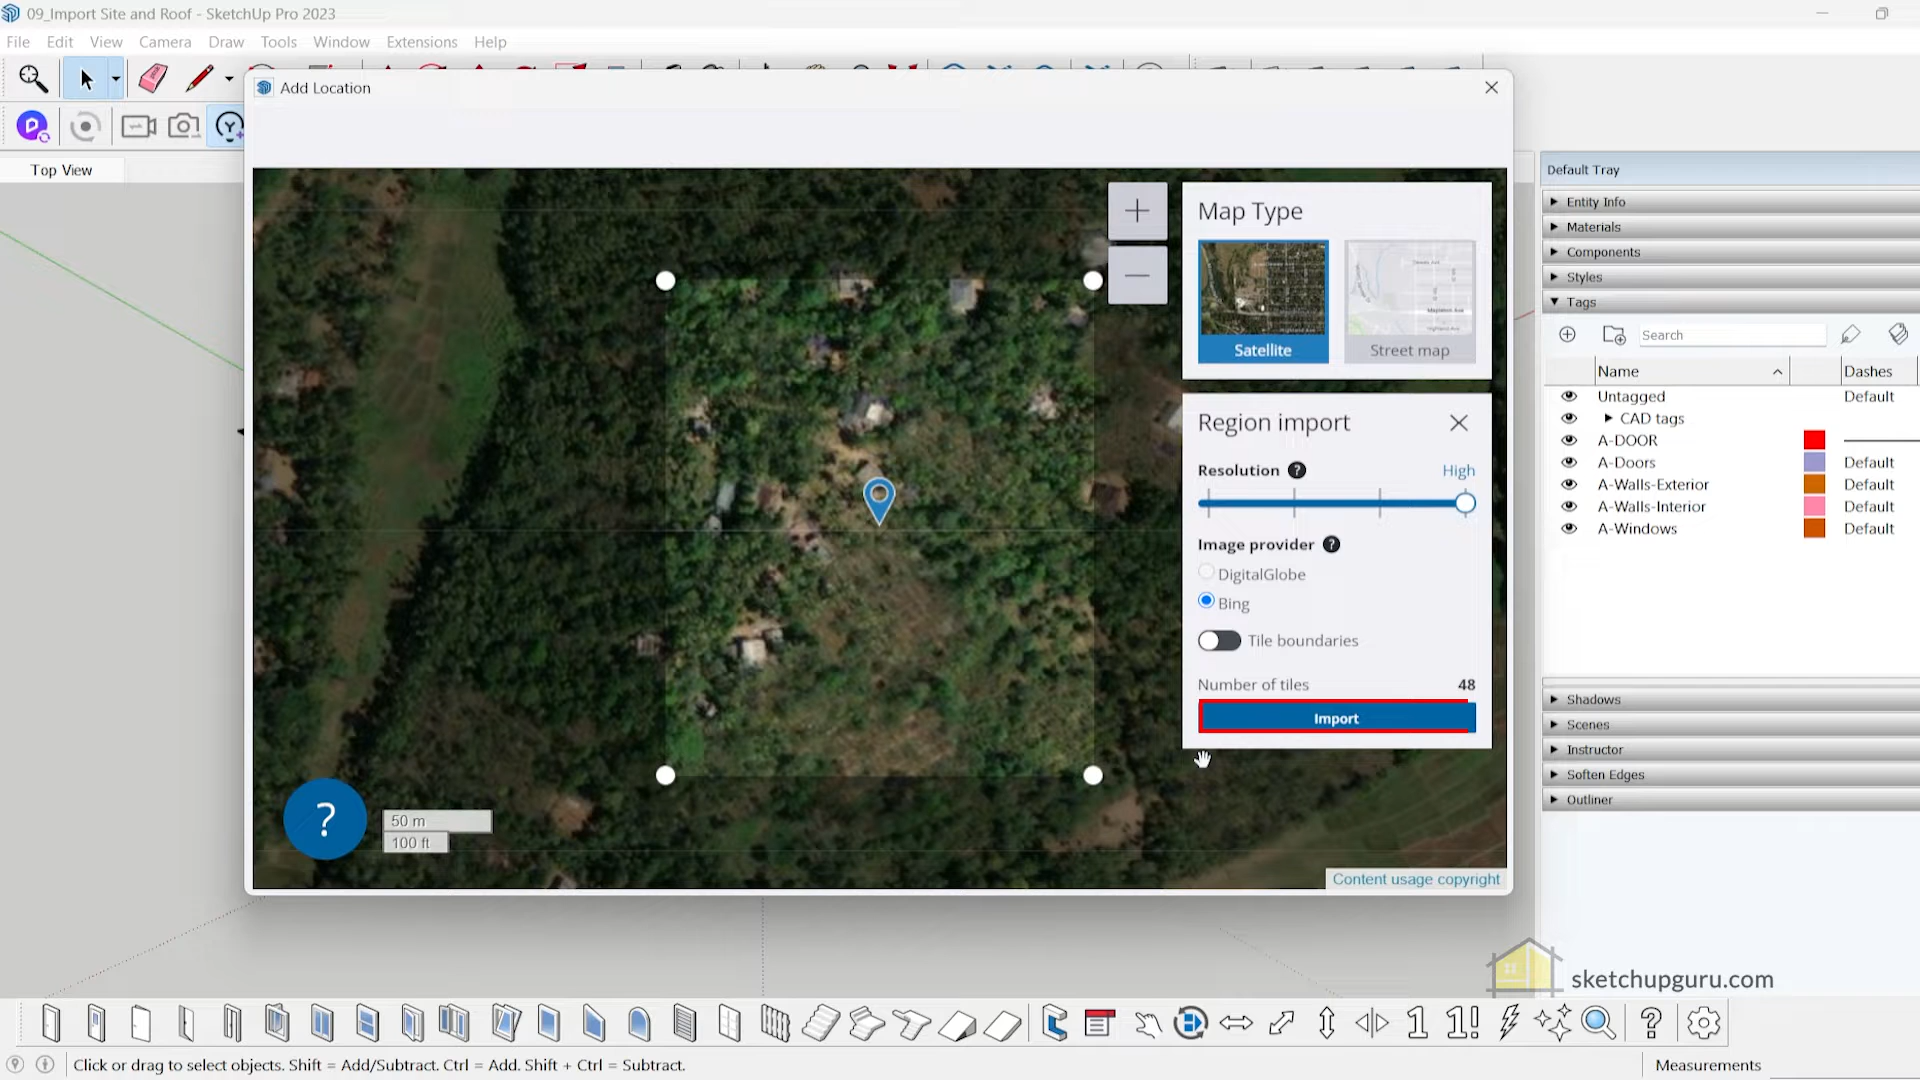 09_Import Site and Roof - SketchUp Pro 2023
File Edit View Camera Draw Tools Window Extensions Help
Add Location
Top View
Map Type
Satellite
Street map
Region import
Resolution ?
High
Image provider ?
DigitalGlobe
Bing
Tile boundaries
Number of tiles 48
Import
?
50 m
100 ft
Content usage copyright
Default Tray
Entity Info
Materials
Components
Styles
Tags
Search
Name Dashes
Untagged Default
CAD tags
A-DOOR
A-Doors Default
A-Walls-Exterior Default
A-Walls-Interior Default
A-Windows Default
Shadows
Scenes
Instructor
Soften Edges
Outliner
sketchupguru.com
1 1! ?
Click or drag to select objects. Shift = Add/Subtract. Ctrl = Add. Shift + Ctrl = Subtract.
Measurements